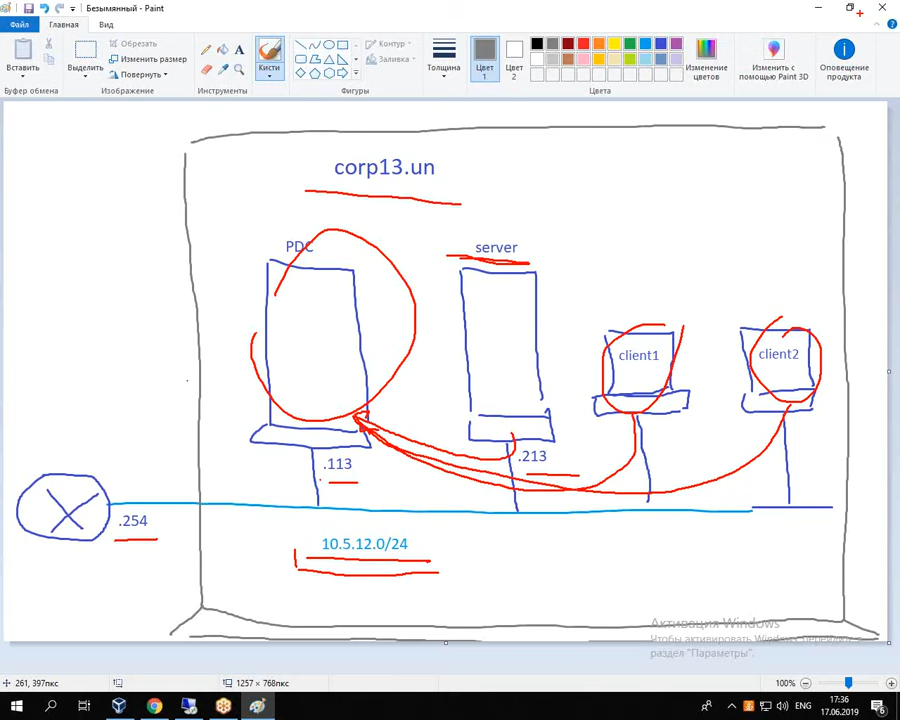 Безымянный - Paint
Файл
Главная
Вид
Вставить
Выделить
Обрезать
Изменить размер
Повернуть
A
Кисти
Контур
Заливка
Толщина
Цвет 1
Цвет 2
Изменение цветов
Изменить с помощью Paint 3D
Оповещение продукта
Буфер обмена
Изображение
Инструменты
Фигуры
Цвета
corp13.un
PDC
server
client1
client2
.113
.213
.254
10.5.12.0/24
Активация Windows
Чтобы активировать Windows, перейдите в
раздел "Параметры".
261, 397пкс
1257 × 768пкс
100%
ENG
17:36
17.06.2019
6